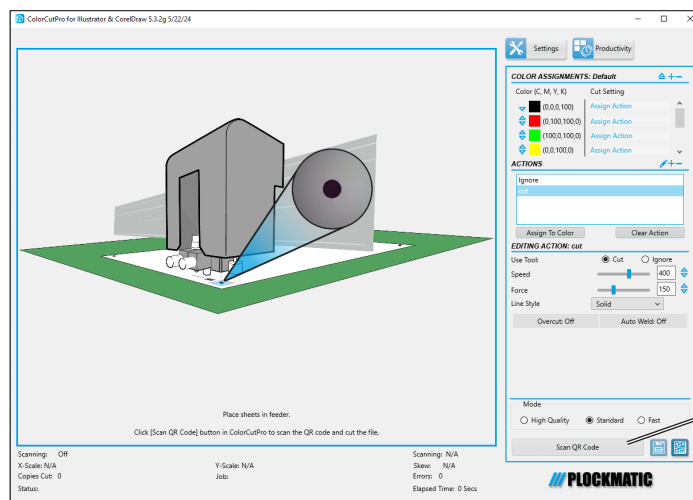 ColorCutPro for Illustrator & CorelDraw 5.3.2g 5/22/24
Settings
Productivity
COLOR ASSIGNMENTS: Default
Color (C, M, Y, K) Cut Setting
(0,0,0,100) Assign Action
(0,100,100,0) Assign Action
(100,0,100,0) Assign Action
(0,0,100,0) Assign Action
ACTIONS
Ignore
cut
Assign To Color Clear Action
EDITING ACTION: cut
Use Tool: Cut Ignore
Speed 400
Force 150
Line Style Solid
Overcut: Off Auto Weld: Off
Place sheets in feeder.
Click [Scan QR Code] button in ColorCutPro to scan the QR code and cut the file.
Mode
High Quality Standard Fast
Scan QR Code
Scanning: Off Scanning: N/A
X-Scale: N/A Y-Scale: N/A Skew: N/A
Copies Cut: 0 Job: Errors: 0
Status: Elapsed Time: 0 Secs
PLOCKMATIC